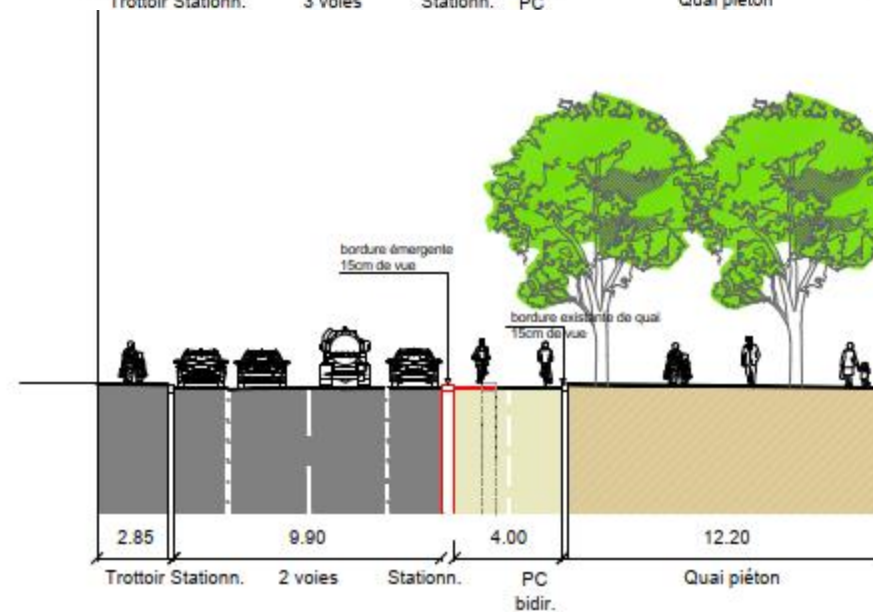 Trottoir Stationn. 3 voies Stationn. PC Quai piéton
bordure émergente
15cm de vue
bordure existante de quai
15cm de vue
2.85 9.90 4.00 12.20
Trottoir Stationn. 2 voies Stationn. PC Quai piéton
bidir.